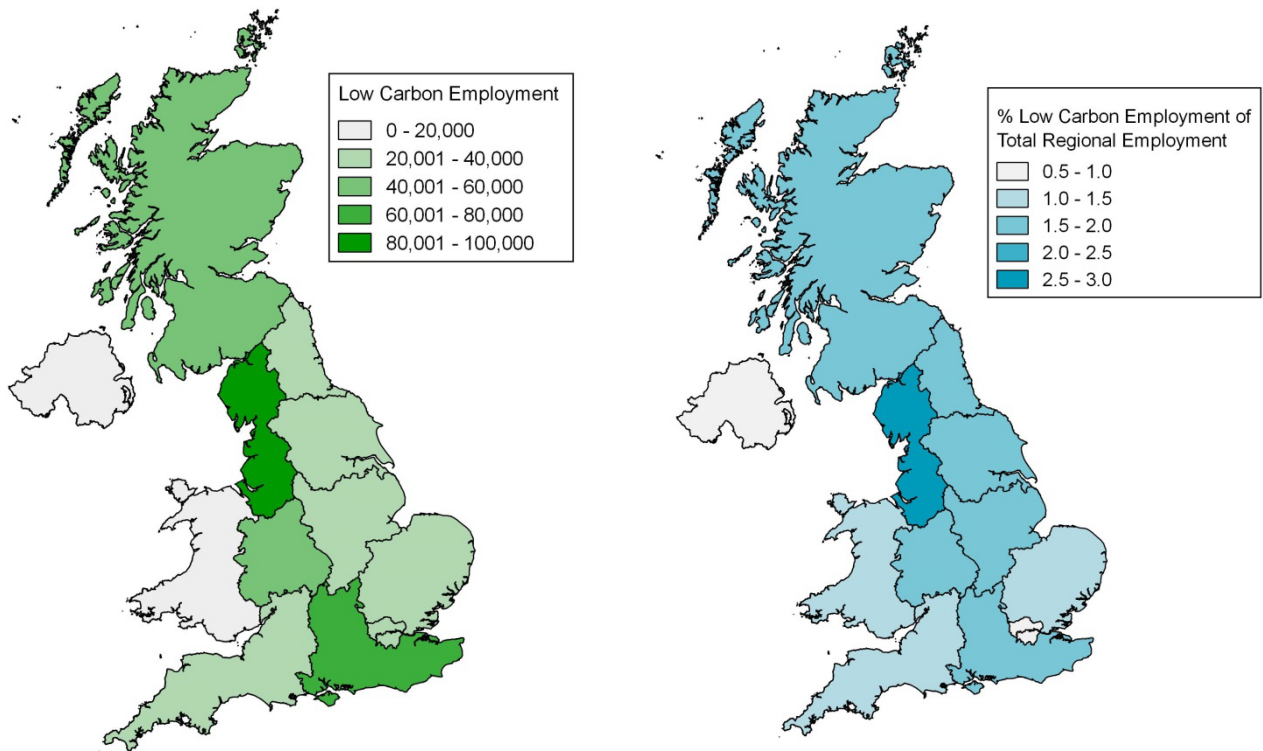 Low Carbon Employment
0 - 20,000
20,001 - 40,000
40,001 - 60,000
60,001 - 80,000
80,001 - 100,000
% Low Carbon Employment of
Total Regional Employment
0.5 - 1.0
1.0 - 1.5
1.5 - 2.0
2.0 - 2.5
2.5 - 3.0